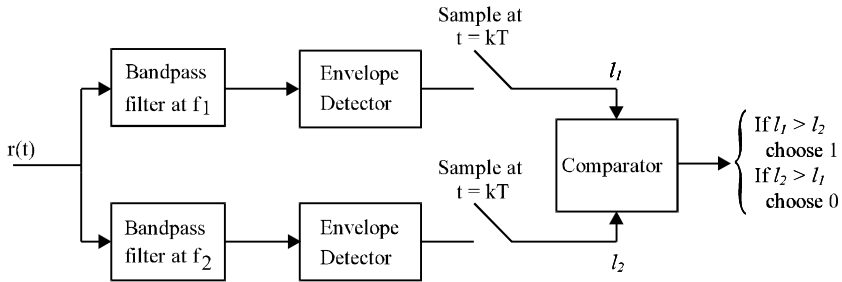 Sample at
t = kT
Bandpass
filter at f1
Envelope
Detector
l1
r(t)
Comparator
If l1 > l2
choose 1
If l2 > l1
choose 0
Sample at
t = kT
Bandpass
filter at f2
Envelope
Detector
l2